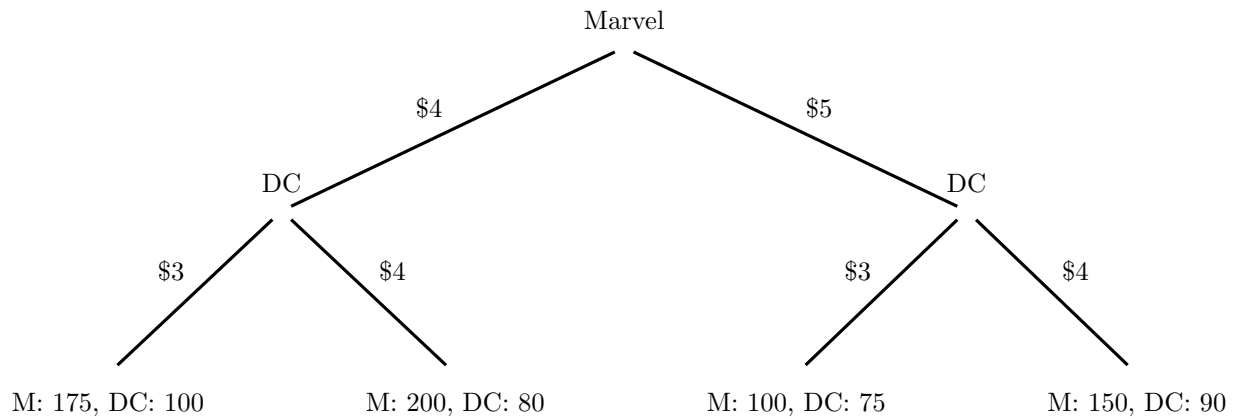 Marvel
$4
$5
DC
DC
$3
$4
$3
$4
M: 175, DC: 100
M: 200, DC: 80
M: 100, DC: 75
M: 150, DC: 90